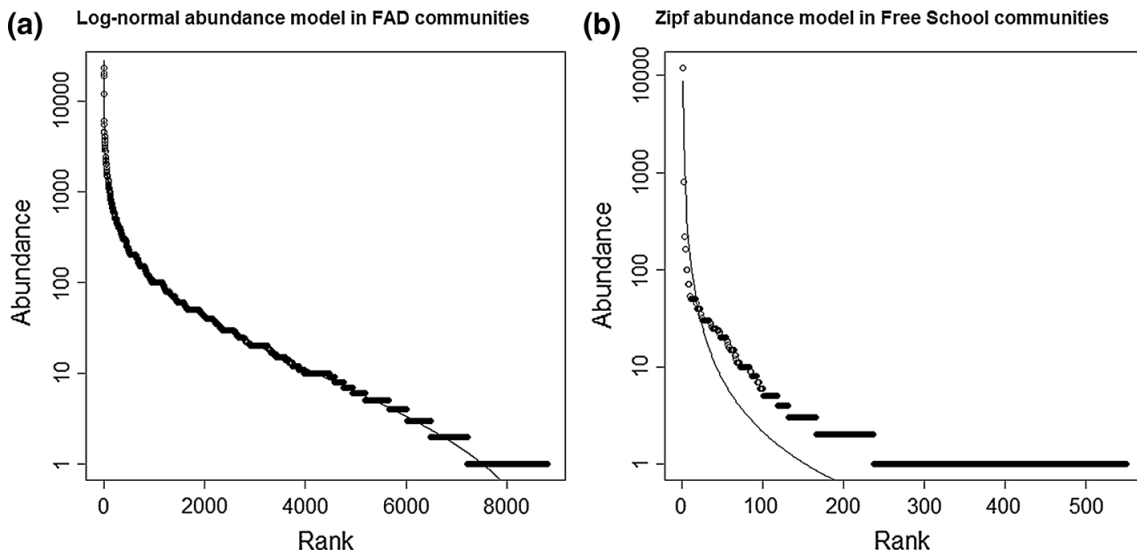 (a) Log-normal abundance model in FAD communities
Abundance
10000
1000
100
10
1
0 2000 4000 6000 8000
Rank
(b) Zipf abundance model in Free School communities
Abundance
10000
1000
100
10
1
0 100 200 300 400 500
Rank